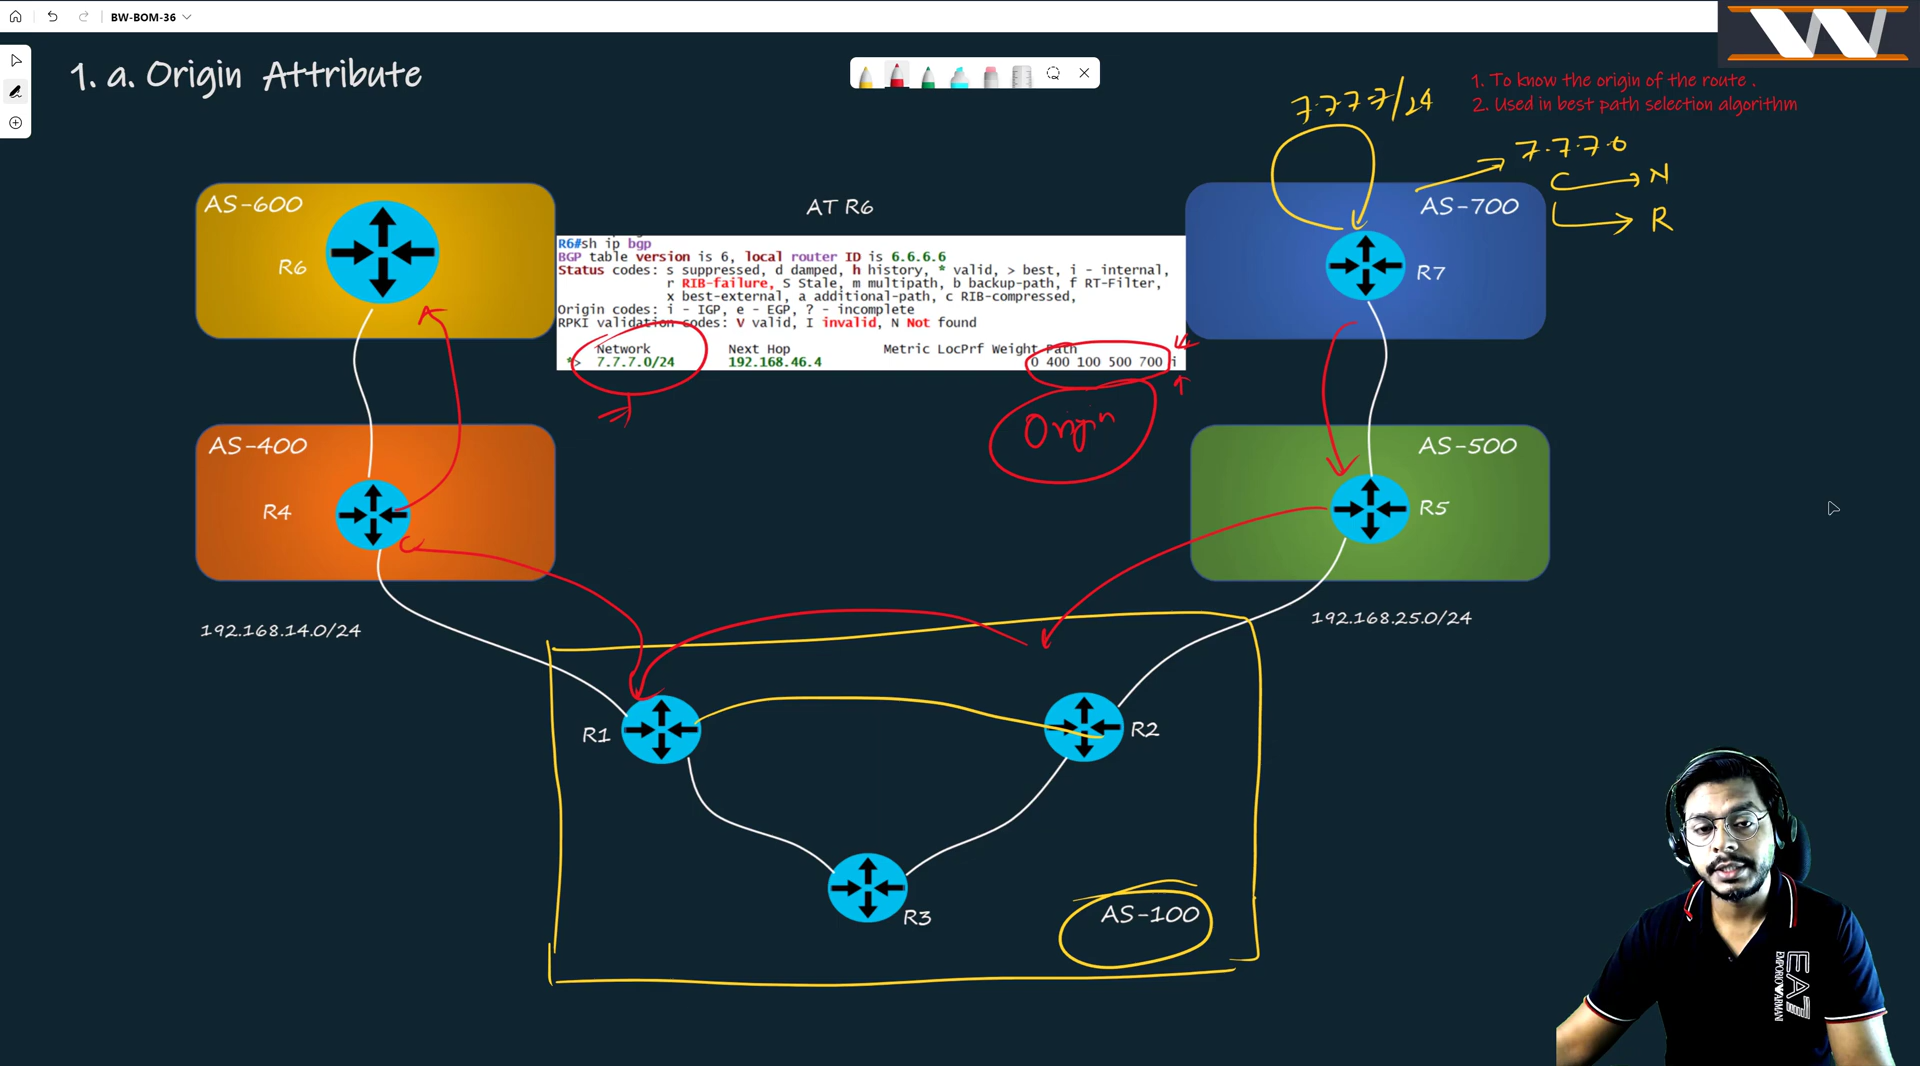 BW-BOM-36
1. a. Origin Attribute
1. To know the origin of the route .
2. Used in best path selection algorithm
7.7.7.7/24
7.7.7.0
N
R
AS-600
R6
AT R6
AS-700
R7
R6#sh ip bgp
BGP table version is 6, local router ID is 6.6.6.6
Status codes: s suppressed, d damped, h history, * valid, > best, i - internal,
r RIB-failure, S Stale, m multipath, b backup-path, f RT-Filter,
x best-external, a additional-path, c RIB-compressed,
Origin codes: i - IGP, e - EGP, ? - incomplete
RPKI validation codes: V valid, I invalid, N Not found
Network Next Hop Metric LocPrf Weight Path
*> 7.7.7.0/24 192.168.46.4 0 400 100 500 700 i
Origin
AS-400
R4
AS-500
R5
192.168.14.0/24
192.168.25.0/24
R1
R2
R3
AS-100
EA7
EMPORIO ARMANI